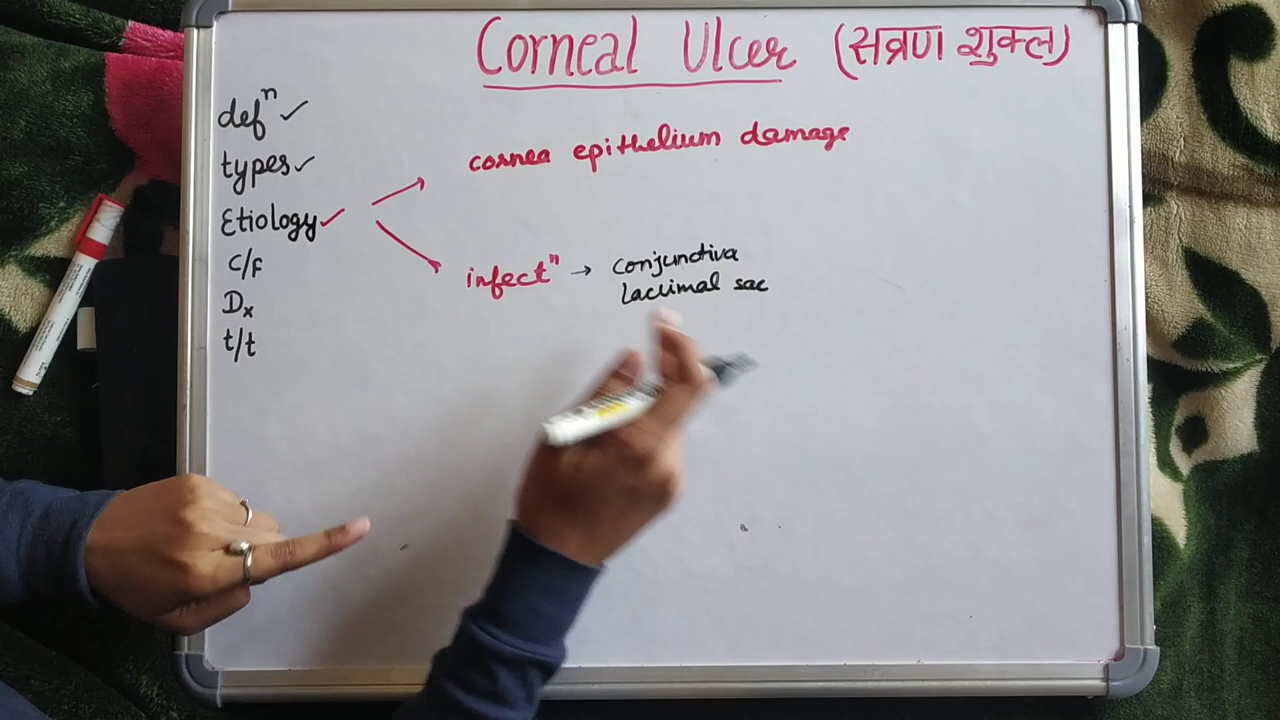 Corneal Ulcer (सव्रण शुक्ल)
defⁿ ✓
types ✓
Etiology ✓
c/f
Dx
t/t
cornea epithelium damage
infectⁿ → conjunctiva
lacrimal sac